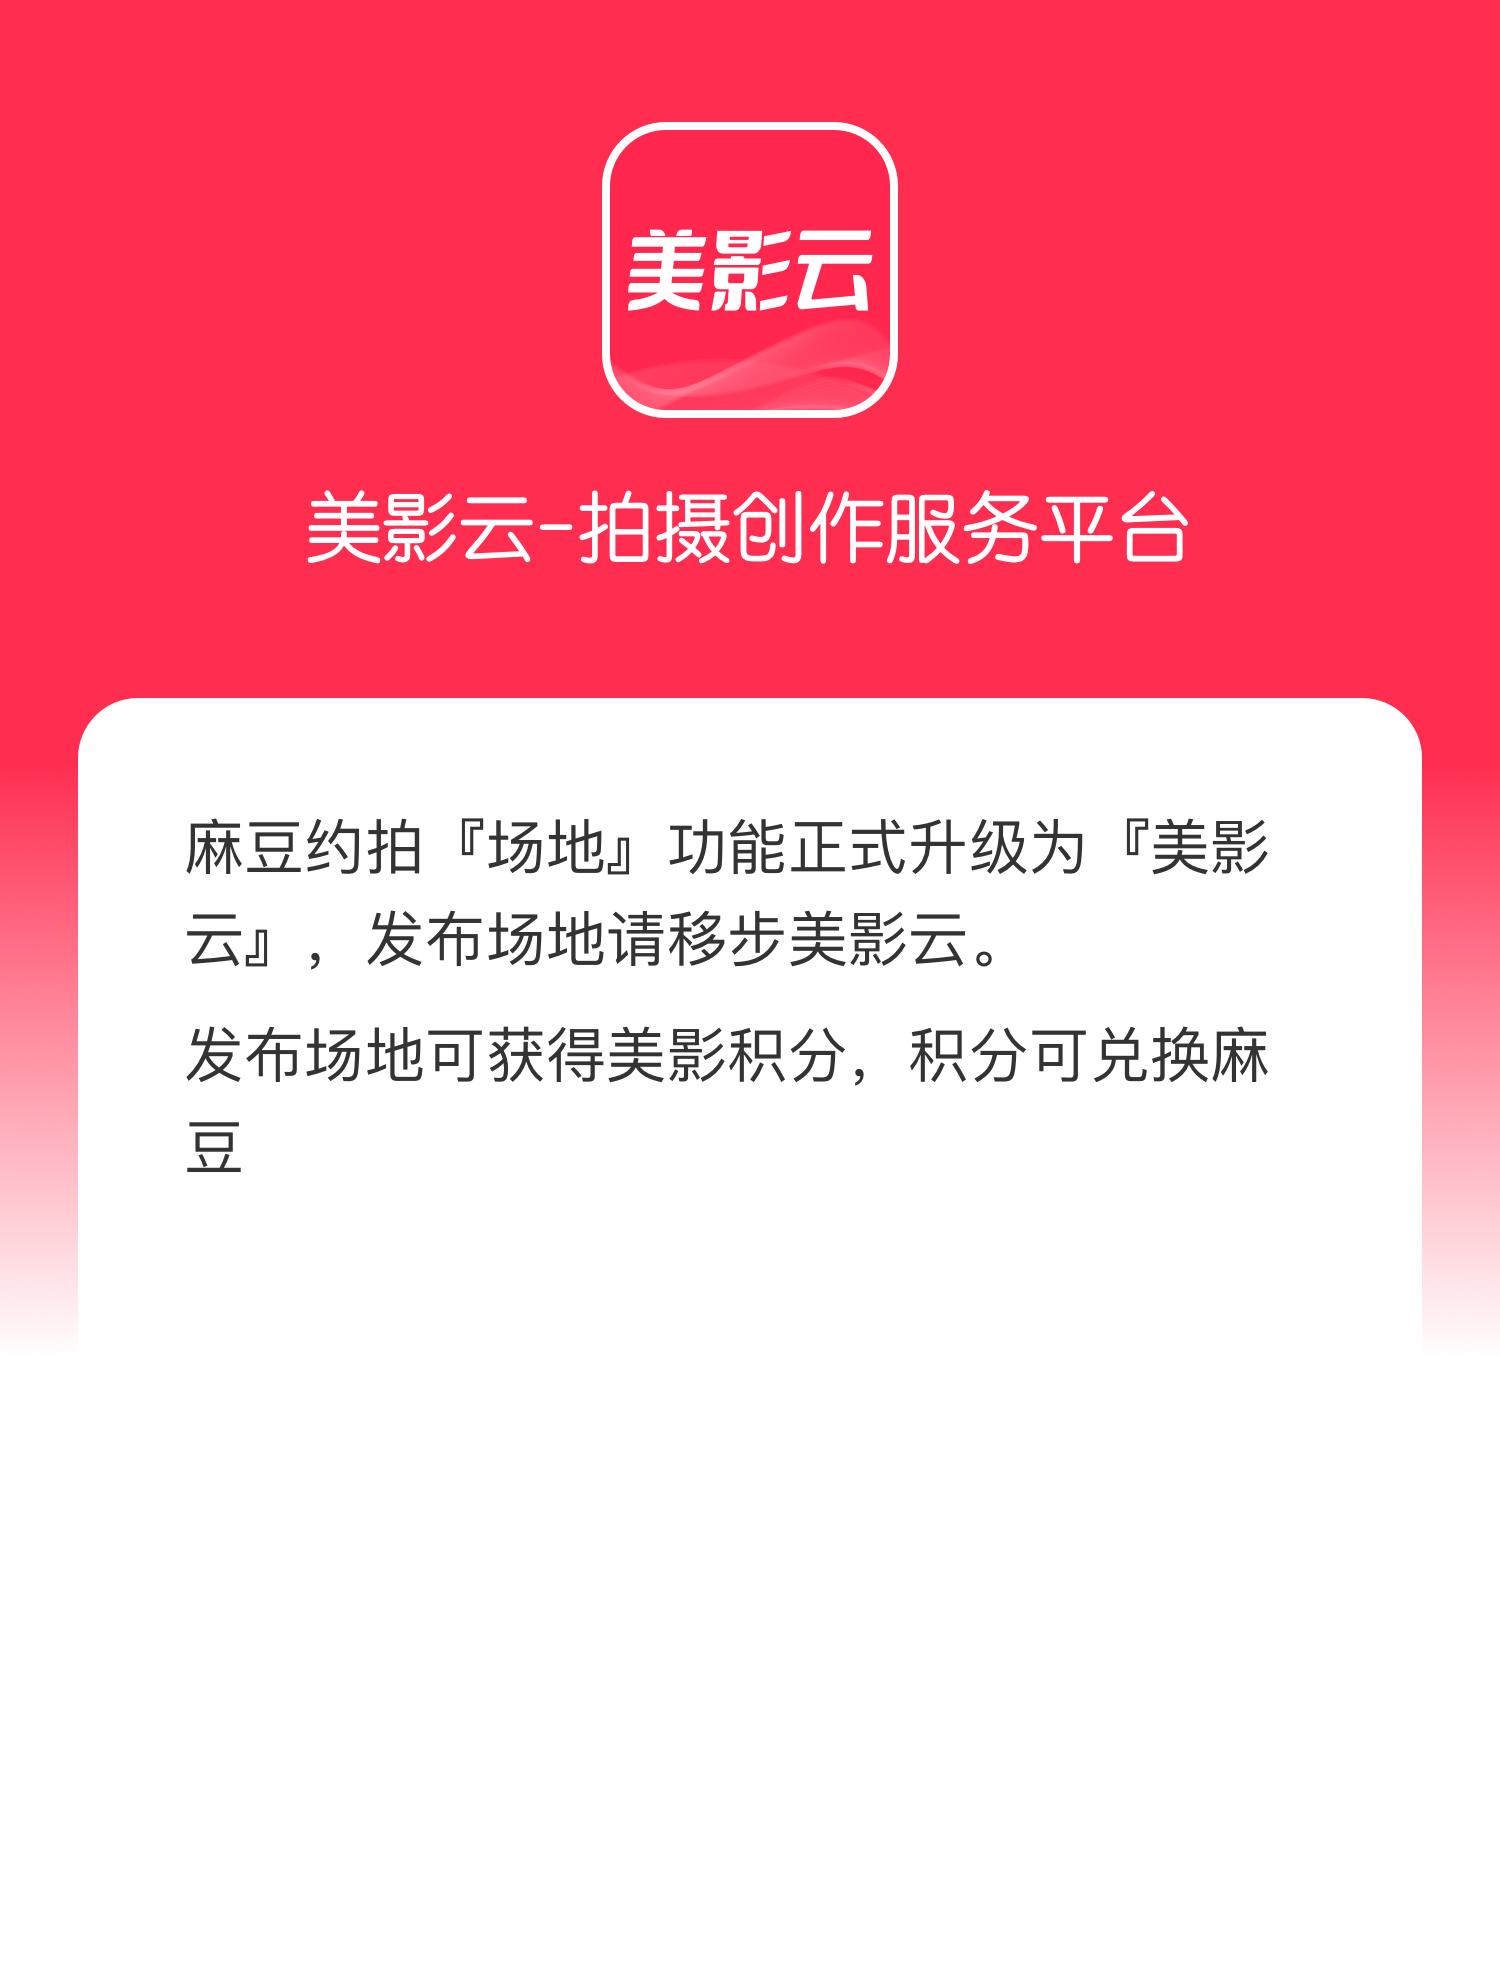 美影云
美影云-拍摄创作服务平台
麻豆约拍『场地』功能正式升级为『美影
云』，发布场地请移步美影云。
发布场地可获得美影积分，积分可兑换麻
豆